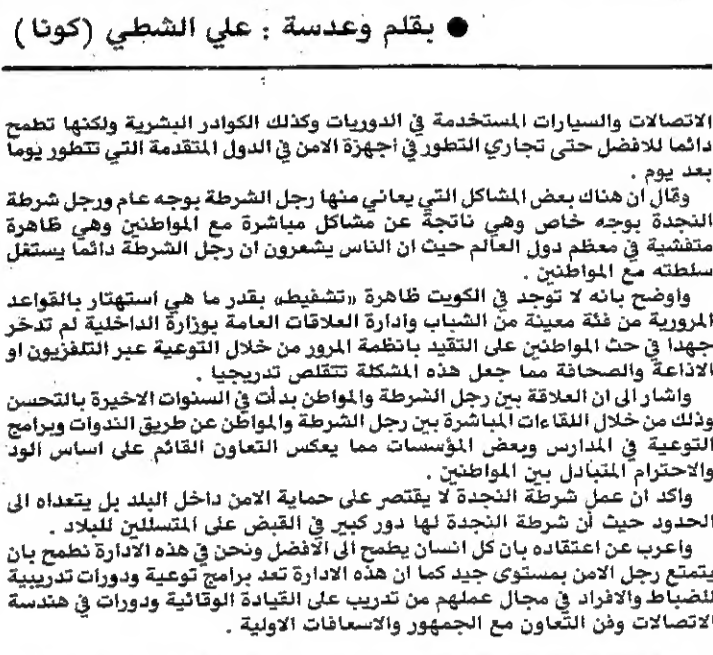 ● بقلم وعدسة : علي الشطي (كونا)
الاتصالات والسيارات المستخدمة في الدوريات وكذلك الكوادر البشرية ولكنها تطمح
دائما للافضل حتى تجاري التطور في اجهزة الامن في الدول المتقدمة التي تتطور يوما
بعد يوم .
وقال ان هناك بعض المشاكل التي يعاني منها رجل الشرطة بوجه عام ورجل شرطة
النجدة بوجه خاص وهي ناتجة عن مشاكل مباشرة مع المواطنين وهي ظاهرة
متفشية في معظم دول العالم حيث ان الناس يشعرون ان رجل الشرطة دائما يستغل
سلطته مع المواطنين .
واوضح بانه لا توجد في الكويت ظاهرة «تشفيط» بقدر ما هي استهتار بالقواعد
المرورية من فئة معينة من الشباب وادارة العلاقات العامة بوزارة الداخلية لم تدخر
جهدا في حث المواطنين على التقيد بانظمة المرور من خلال التوعية عبر التلفزيون او
الاذاعة والصحافة مما جعل هذه المشكلة تتقلص تدريجيا .
واشار الى ان العلاقة بين رجل الشرطة والمواطن بدأت في السنوات الاخيرة بالتحسن
وذلك من خلال اللقاءات المباشرة بين رجل الشرطة والمواطن عن طريق الندوات وبرامج
التوعية في المدارس وبعض المؤسسات مما يعكس التعاون القائم على اساس الود
والاحترام المتبادل بين المواطنين .
واكد ان عمل شرطة النجدة لا يقتصر على حماية الامن داخل البلد بل يتعداه الى
الحدود حيث أن شرطة النجدة لها دور كبير في القبض على المتسللين للبلاد .
واعرب عن اعتقاده بان كل انسان يطمح الى الافضل ونحن في هذه الادارة نطمح بان
يتمتع رجل الامن بمستوى جيد كما ان هذه الادارة تعد برامج توعية ودورات تدريبية
للضباط والافراد في مجال عملهم من تدريب على القيادة الوقائية ودورات في هندسة
الاتصالات وفن التعاون مع الجمهور والاسعافات الاولية .